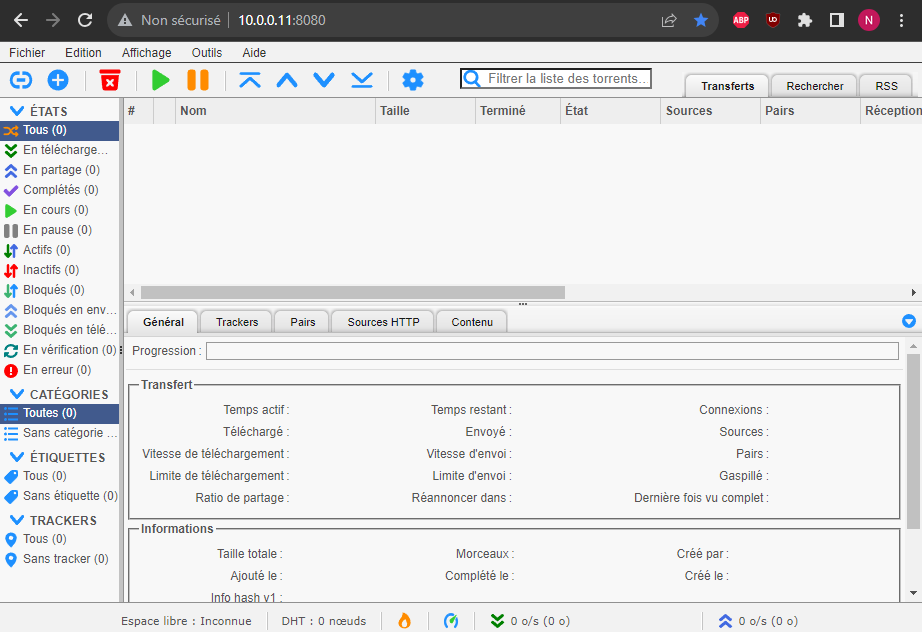 Non sécurisé 10.0.0.11:8080 ABP UD N
Fichier Edition Affichage Outils Aide
Filtrer la liste des torrents... Transferts Rechercher RSS
# Nom Taille Terminé État Sources Pairs Réception
ÉTATS
Tous (0)
En télécharge...
En partage (0)
Complétés (0)
En cours (0)
En pause (0)
Actifs (0)
Inactifs (0)
Bloqués (0)
Bloqués en env...
Bloqués en télé...
En vérification (0)
En erreur (0)
CATÉGORIES
Toutes (0)
Sans catégorie ...
ÉTIQUETTES
Tous (0)
Sans étiquette (0)
TRACKERS
Tous (0)
Sans tracker (0)
Général Trackers Pairs Sources HTTP Contenu
Progression :
Transfert
Temps actif : Temps restant : Connexions :
Téléchargé : Envoyé : Sources :
Vitesse de téléchargement : Vitesse d'envoi : Pairs :
Limite de téléchargement : Limite d'envoi : Gaspillé :
Ratio de partage : Réannoncer dans : Dernière fois vu complet :
Informations
Taille totale : Morceaux : Créé par :
Ajouté le : Complété le : Créé le :
Info hash v1 :
Espace libre : Inconnue DHT : 0 nœuds 0 o/s (0 o) 0 o/s (0 o)